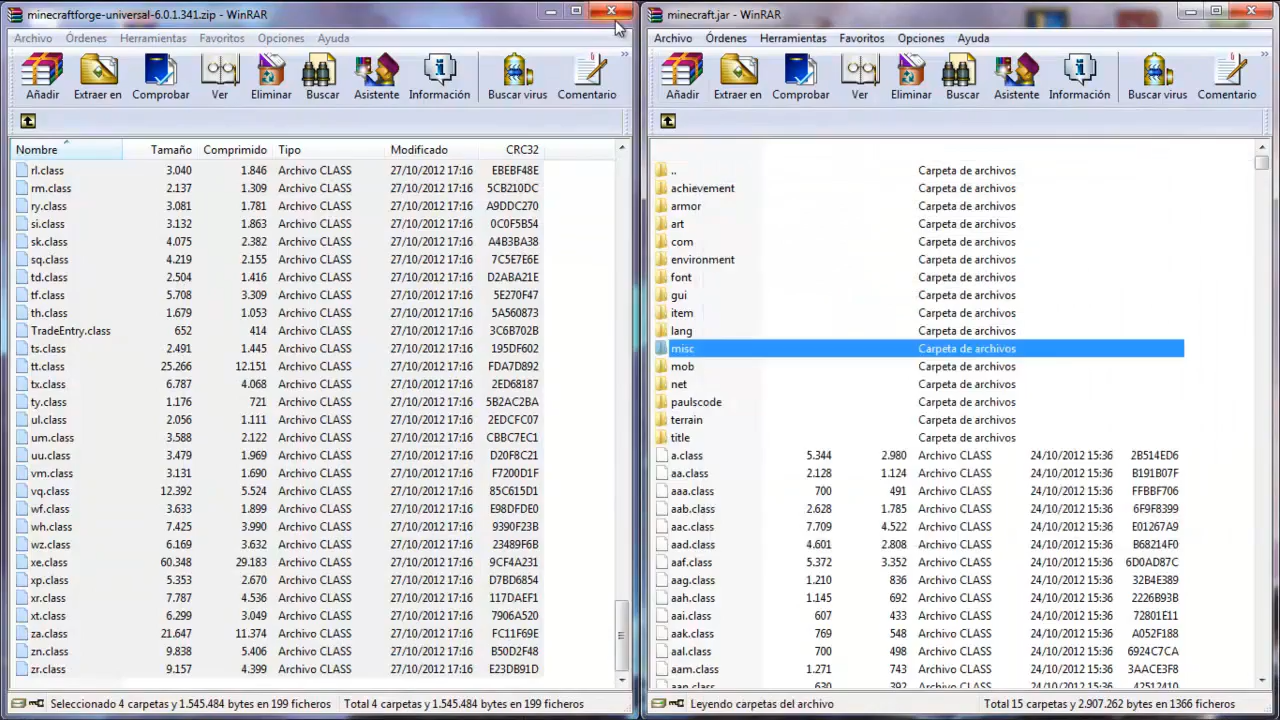 minecraftforge-universal-6.0.1.341.zip - WinRAR
Archivo Órdenes Herramientas Favoritos Opciones Ayuda
Añadir Extraer en Comprobar Ver Eliminar Buscar Asistente Información Buscar virus Comentario
Nombre Tamaño Comprimido Tipo Modificado CRC32
rl.class 3.040 1.846 Archivo CLASS 27/10/2012 17:16 EBEBF48E
rm.class 2.137 1.309 Archivo CLASS 27/10/2012 17:16 5CB210DC
ry.class 3.081 1.781 Archivo CLASS 27/10/2012 17:16 A9DDC270
si.class 3.132 1.863 Archivo CLASS 27/10/2012 17:16 0C0F5B54
sk.class 4.075 2.382 Archivo CLASS 27/10/2012 17:16 A4B3BA38
sq.class 4.219 2.155 Archivo CLASS 27/10/2012 17:16 7C5E7E6E
td.class 2.504 1.416 Archivo CLASS 27/10/2012 17:16 D2ABA21E
tf.class 5.708 3.309 Archivo CLASS 27/10/2012 17:16 5E270F47
th.class 1.679 1.053 Archivo CLASS 27/10/2012 17:16 5A560873
TradeEntry.class 652 414 Archivo CLASS 27/10/2012 17:16 3C6B702B
ts.class 2.491 1.445 Archivo CLASS 27/10/2012 17:16 195DF602
tt.class 25.266 12.151 Archivo CLASS 27/10/2012 17:16 FDA7D892
tx.class 6.787 4.068 Archivo CLASS 27/10/2012 17:16 2ED68187
ty.class 1.176 721 Archivo CLASS 27/10/2012 17:16 5B2AC2BA
ul.class 2.056 1.111 Archivo CLASS 27/10/2012 17:16 2EDCFC07
um.class 3.588 2.122 Archivo CLASS 27/10/2012 17:16 CBBC7EC1
uu.class 3.479 1.969 Archivo CLASS 27/10/2012 17:16 D20F8C21
vm.class 3.131 1.690 Archivo CLASS 27/10/2012 17:16 F7200D1F
vq.class 12.392 5.524 Archivo CLASS 27/10/2012 17:16 85C615D1
wf.class 3.633 1.899 Archivo CLASS 27/10/2012 17:16 E98DFDFE
wh.class 7.425 3.990 Archivo CLASS 27/10/2012 17:16 9390F23B
wz.class 6.169 3.632 Archivo CLASS 27/10/2012 17:16 23489F6B
xe.class 60.348 29.183 Archivo CLASS 27/10/2012 17:16 9CF4A231
xp.class 5.353 2.670 Archivo CLASS 27/10/2012 17:16 D7BD6854
xr.class 7.787 4.536 Archivo CLASS 27/10/2012 17:16 117DAEF1
xt.class 6.299 3.049 Archivo CLASS 27/10/2012 17:16 7906A520
za.class 21.647 11.374 Archivo CLASS 27/10/2012 17:16 FC11F69E
zn.class 9.838 5.406 Archivo CLASS 27/10/2012 17:16 B50D2F48
zr.class 9.157 4.399 Archivo CLASS 27/10/2012 17:16 E23DB91D
Seleccionado 4 carpetas y 1.545.484 bytes en 199 ficheros Total 4 carpetas y 1.545.484 bytes en 199 ficheros
minecraft.jar - WinRAR
Archivo Órdenes Herramientas Favoritos Opciones Ayuda
Añadir Extraer en Comprobar Ver Eliminar Buscar Asistente Información Buscar virus Comentario
.. Carpeta de archivos
achievement Carpeta de archivos
armor Carpeta de archivos
art Carpeta de archivos
com Carpeta de archivos
environment Carpeta de archivos
font Carpeta de archivos
gui Carpeta de archivos
item Carpeta de archivos
lang Carpeta de archivos
misc Carpeta de archivos
mob Carpeta de archivos
net Carpeta de archivos
paulscode Carpeta de archivos
terrain Carpeta de archivos
title Carpeta de archivos
a.class 5.344 2.980 Archivo CLASS 24/10/2012 15:36 2B514ED6
aa.class 2.128 1.124 Archivo CLASS 24/10/2012 15:36 B191B07F
aaa.class 700 491 Archivo CLASS 24/10/2012 15:36 FFBBF706
aab.class 2.628 1.785 Archivo CLASS 24/10/2012 15:36 6F9F8399
aac.class 7.709 4.522 Archivo CLASS 24/10/2012 15:36 E01267A9
aad.class 4.601 2.808 Archivo CLASS 24/10/2012 15:36 B68214F0
aaf.class 5.372 3.352 Archivo CLASS 24/10/2012 15:36 6D0AD87C
aag.class 1.210 836 Archivo CLASS 24/10/2012 15:36 32B4E389
aah.class 1.145 692 Archivo CLASS 24/10/2012 15:36 2226B93B
aai.class 607 433 Archivo CLASS 24/10/2012 15:36 72801E11
aak.class 769 548 Archivo CLASS 24/10/2012 15:36 A052F188
aal.class 700 498 Archivo CLASS 24/10/2012 15:36 6924C7CA
aam.class 1.271 743 Archivo CLASS 24/10/2012 15:36 3AACE3F8
aan.class 630 392 Archivo CLASS 24/10/2012 15:36 42512410
Leyendo carpetas del archivo Total 15 carpetas y 2.907.262 bytes en 1366 ficheros